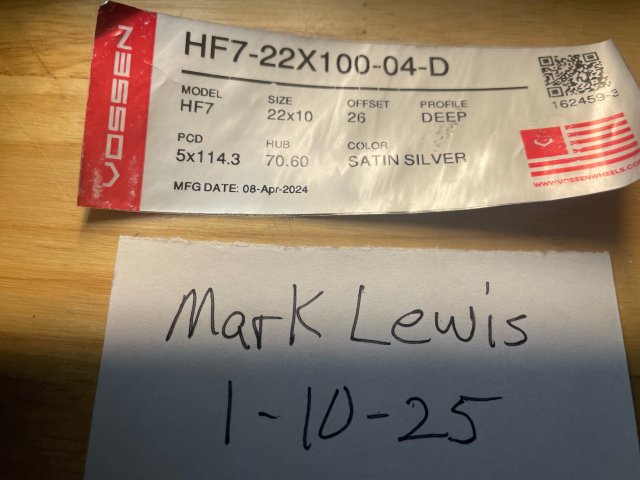 VOSSEN
HF7-22X100-04-D
162459-3
MODEL SIZE OFFSET PROFILE
HF7 22x10 26 DEEP
PCD HUB COLOR
5x114.3 70.60 SATIN SILVER
WWW.VOSSENWHEELS.CO
MFG DATE: 08-Apr-2024
Mark Lewis
1-10-25